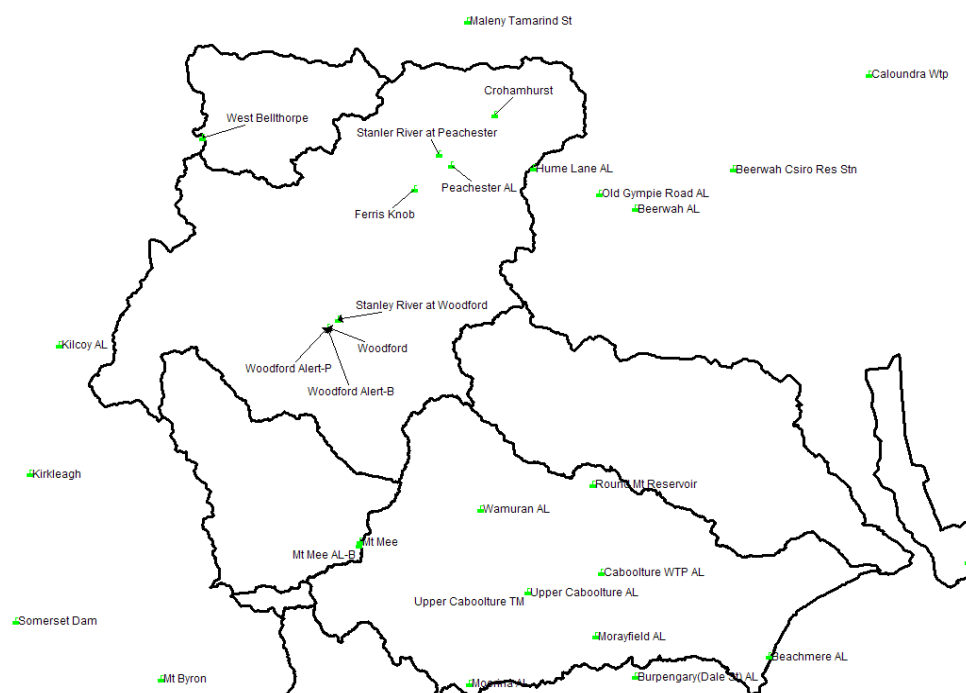 Maleny Tamarind St
Caloundra Wtp
Crohamhurst
West Bellthorpe
Stanler River at Peachester
Hume Lane AL
Beerwah Csiro Res Stn
Peachester AL
Old Gympie Road AL
Beerwah AL
Ferris Knob
Stanley River at Woodford
Kilcoy AL
Woodford
Woodford Alert-P
Woodford Alert-B
Kirkleagh
Round Mt Reservoir
Wamuran AL
Mt Mee
Mt Mee AL-B
Caboolture WTP AL
Upper Caboolture TM
Upper Caboolture AL
Somerset Dam
Morayfield AL
Beachmere AL
Mt Byron
Moorina AL
Burpengary(Dale St) AL